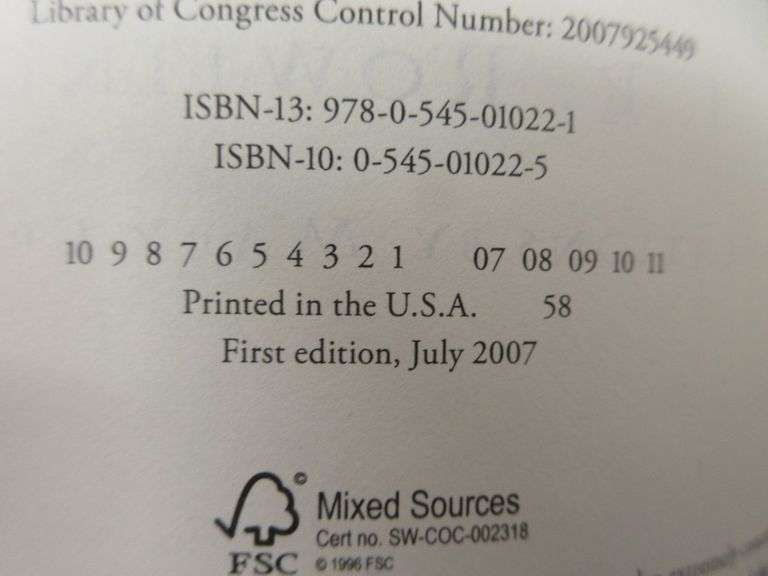 Library of Congress Control Number: 2007925449
ISBN-13: 978-0-545-01022-1
ISBN-10: 0-545-01022-5
10 9 8 7 6 5 4 3 2 1 07 08 09 10 11
Printed in the U.S.A. 58
First edition, July 2007
©
Mixed Sources
Cert no. SW-COC-002318
FSC © 1996 FSC